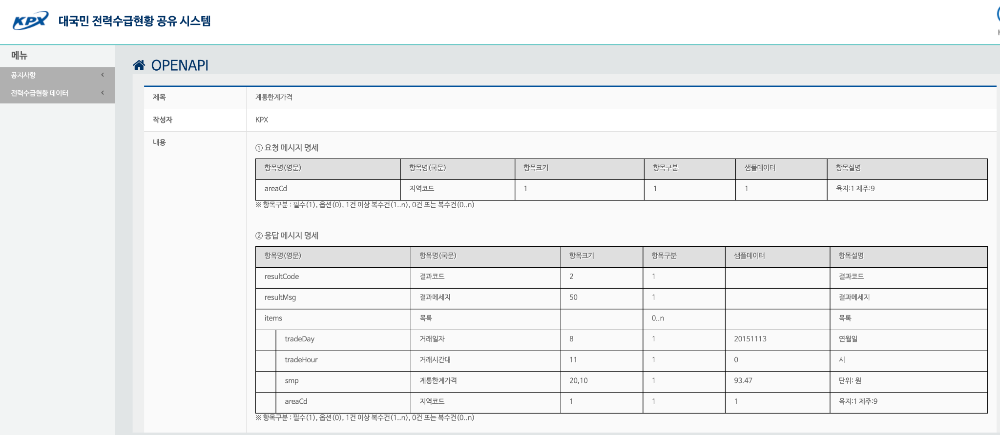 KPX 대국민 전력수급현황 공유 시스템
메뉴
공지사항
전력수급현황 데이터
OPENAPI
제목 계통한계가격
작성자 KPX
내용
① 요청 메시지 명세
항목명(영문) 항목명(국문) 항목크기 항목구분 샘플데이터 항목설명
areaCd 지역코드 1 1 1 육지:1 제주:9
※ 항목구분 : 필수(1), 옵션(0), 1건 이상 복수건(1..n), 0건 또는 복수건(0..n)
② 응답 메시지 명세
항목명(영문) 항목명(국문) 항목크기 항목구분 샘플데이터 항목설명
resultCode 결과코드 2 1 결과코드
resultMsg 결과메세지 50 1 결과메세지
items 목록 0..n 목록
tradeDay 거래일자 8 1 20151113 연월일
tradeHour 거래시간대 11 1 0 시
smp 계통한계가격 20,10 1 93.47 단위: 원
areaCd 지역코드 1 1 1 육지:1 제주:9
※ 항목구분 : 필수(1), 옵션(0), 1건 이상 복수건(1..n), 0건 또는 복수건(0..n)